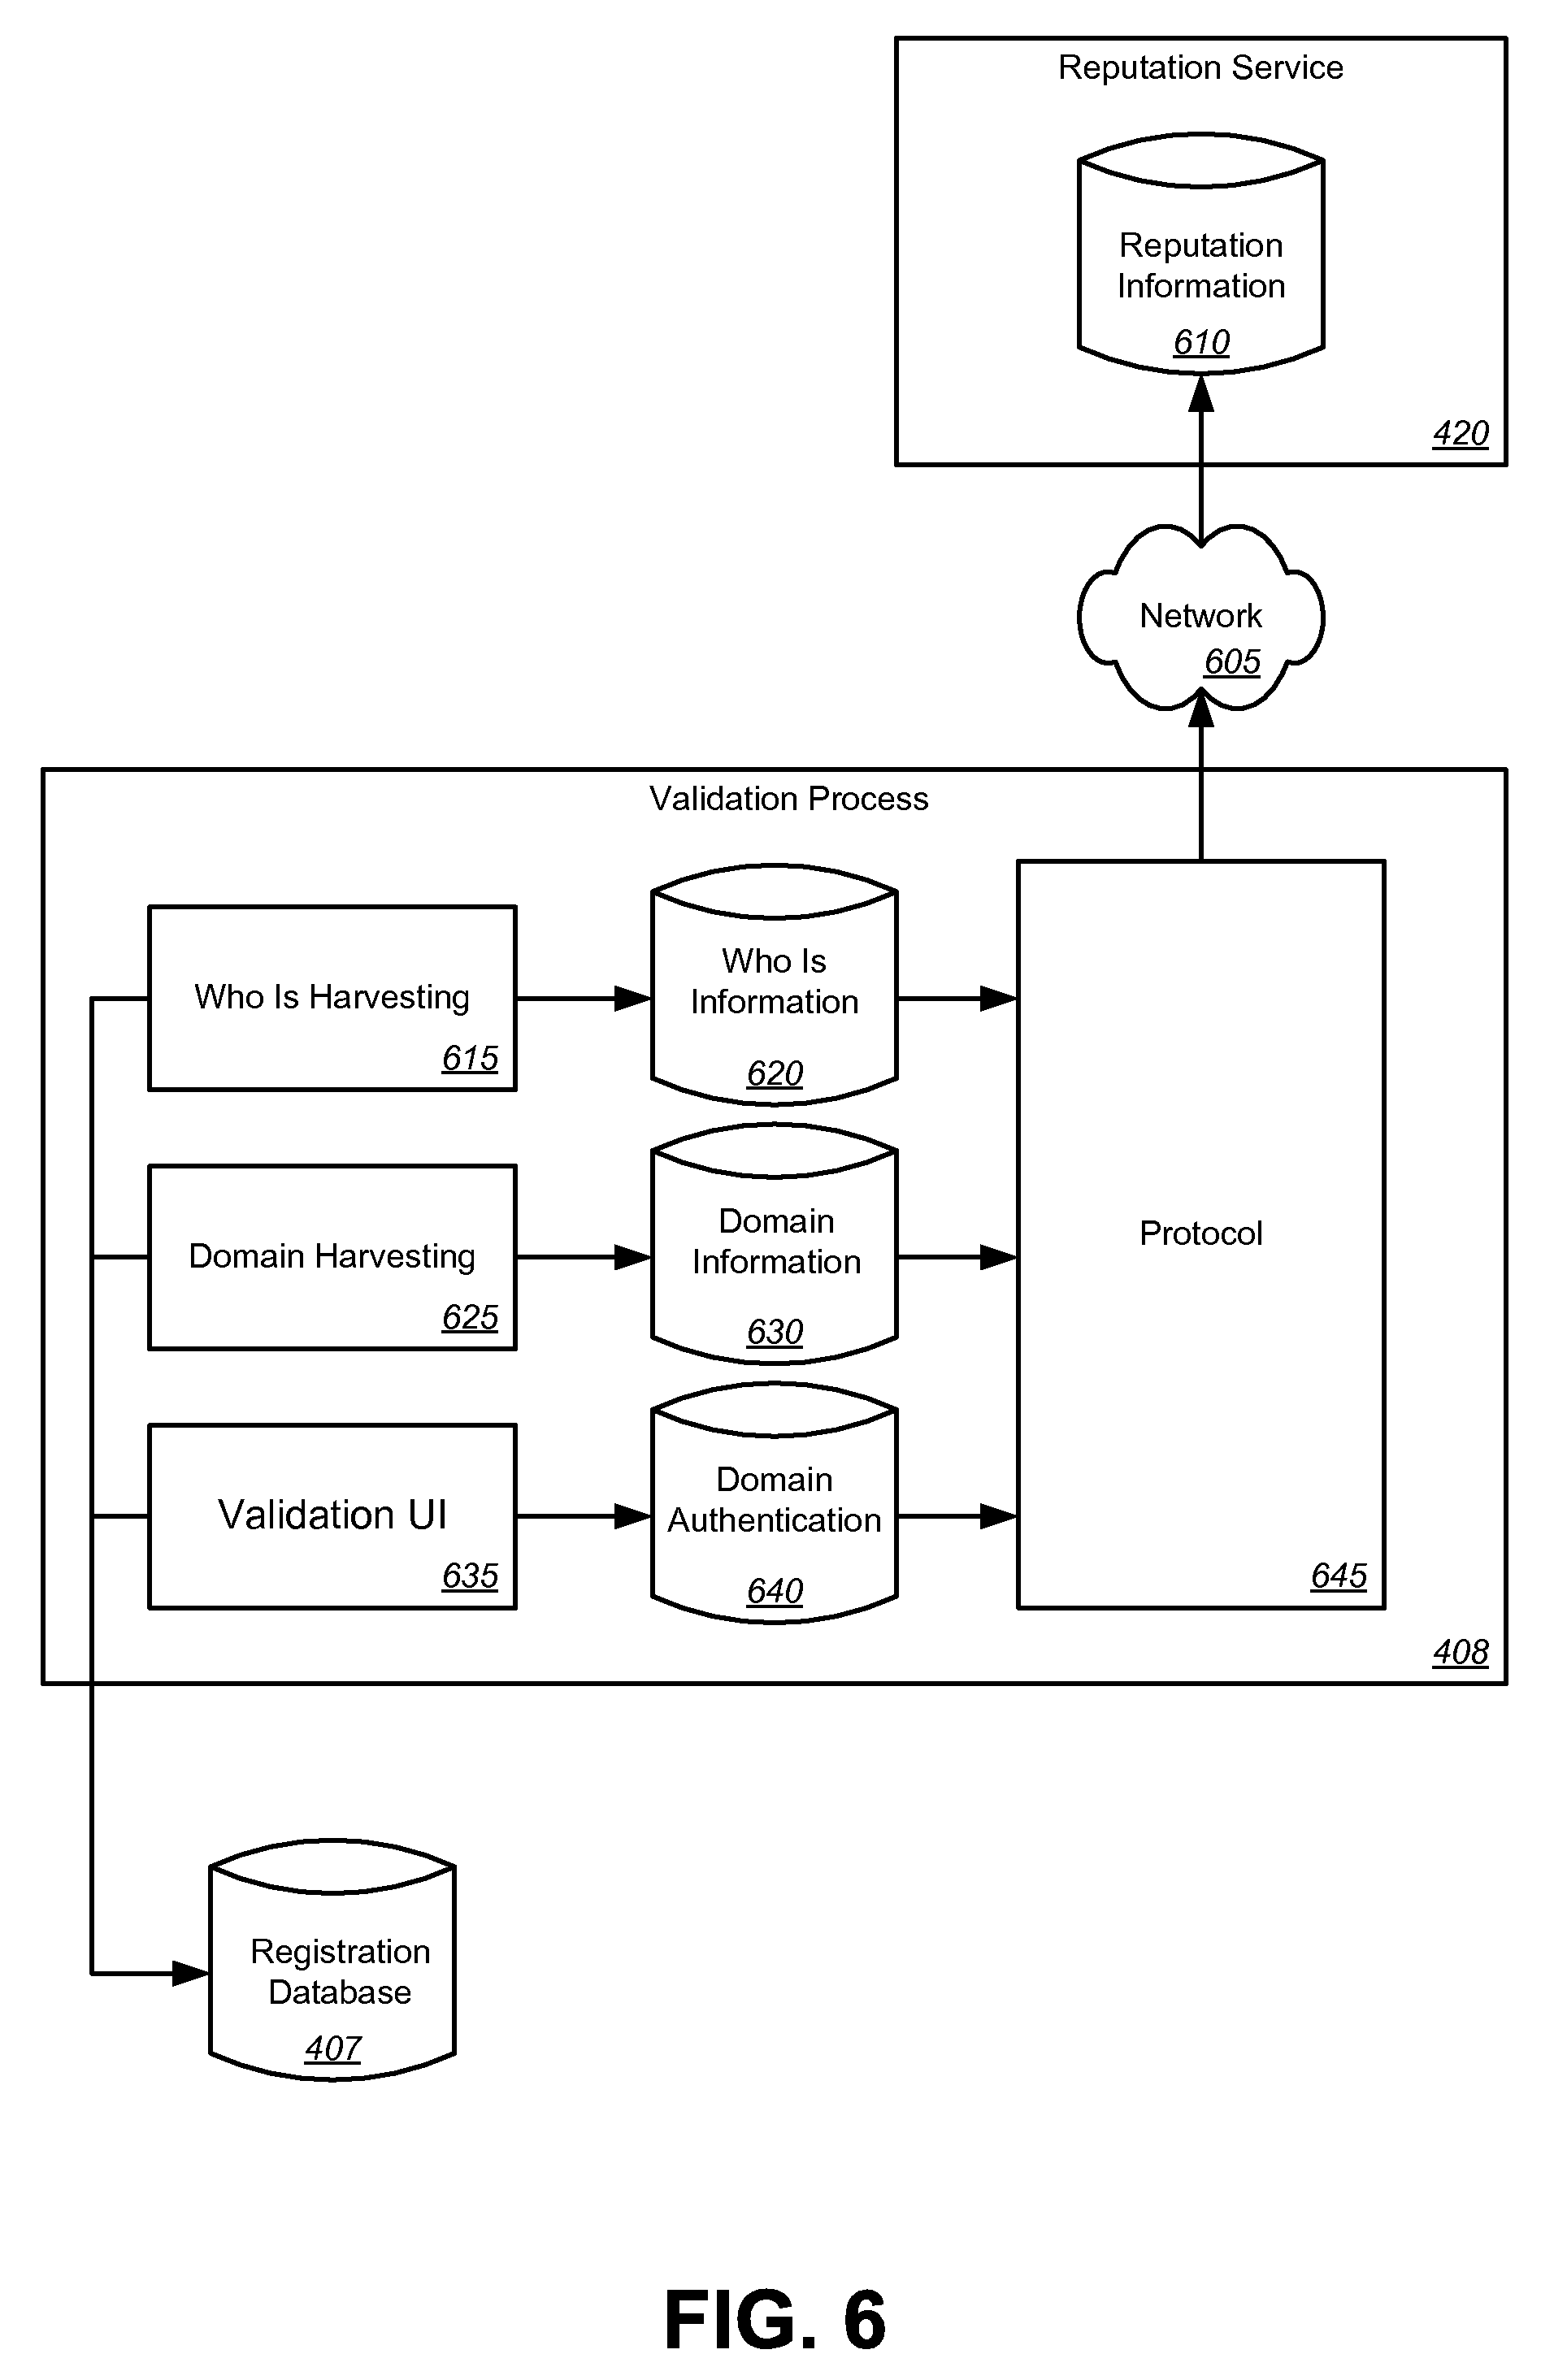 Reputation Service
Reputation
Information
610
420
Network
605
Validation Process
Who Is Harvesting
615
Who Is
Information
620
Domain Harvesting
625
Domain
Information
630
Validation UI
635
Domain
Authentication
640
Protocol
645
408
Registration
Database
407
FIG. 6